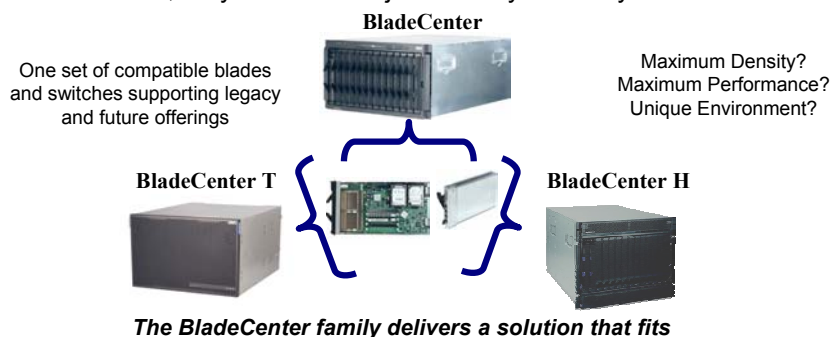 BladeCenter
One set of compatible blades
and switches supporting legacy
and future offerings
Maximum Density?
Maximum Performance?
Unique Environment?
BladeCenter T
BladeCenter H
The BladeCenter family delivers a solution that fits